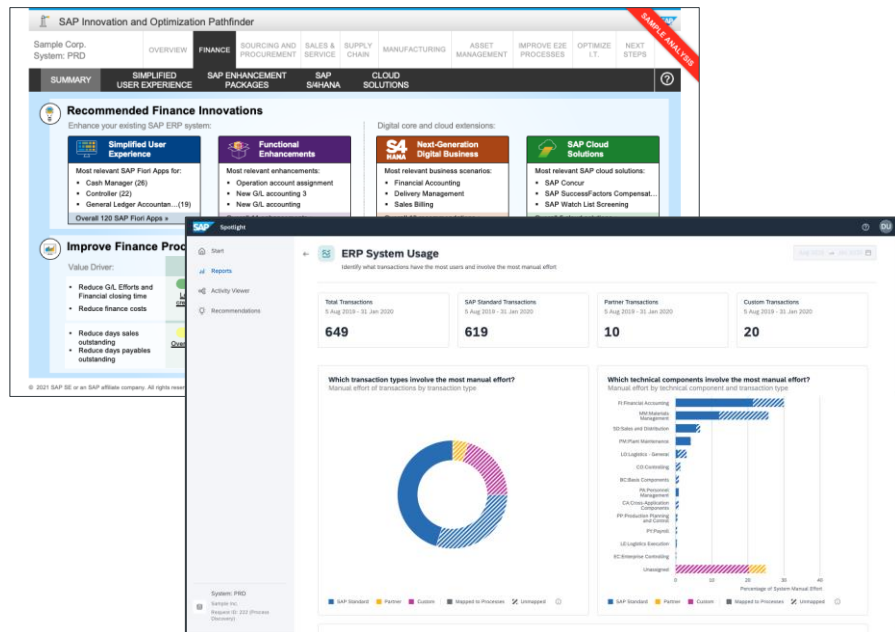 SAP Innovation and Optimization Pathfinder
SAP
SAMPLE ANALYSIS
Sample Corp.
System: PRD
OVERVIEW
FINANCE
SOURCING AND
PROCUREMENT
SALES &
SERVICE
SUPPLY
CHAIN
MANUFACTURING
ASSET
MANAGEMENT
IMPROVE E2E
PROCESSES
OPTIMIZE
I.T.
NEXT
STEPS
SUMMARY
SIMPLIFIED
USER EXPERIENCE
SAP ENHANCEMENT
PACKAGES
SAP
S/4HANA
CLOUD
SOLUTIONS
?
Recommended Finance Innovations
Enhance your existing SAP ERP system:
Digital core and cloud extensions:
Simplified User
Experience
Most relevant SAP Fiori Apps for:
• Cash Manager (26)
• Controller (22)
• General Ledger Accountan...(19)
Overall 120 SAP Fiori Apps »
Functional
Enhancements
Most relevant enhancements:
• Operation account assignment
• New G/L accounting 3
• New G/L accounting
S4
HANA
Next-Generation
Digital Business
Most relevant business scenarios:
• Financial Accounting
• Delivery Management
• Sales Billing
SAP Cloud
Solutions
Most relevant SAP cloud solutions:
• SAP Concur
• SAP SuccessFactors Compensat...
• SAP Watch List Screening
Improve Finance Proc
Value Driver:
• Reduce G/L Efforts and
Financial closing time
• Reduce finance costs
• Reduce days sales
outstanding
• Reduce days payables
outstanding
© 2021 SAP SE or an SAP affiliate company. All rights reser
SAP Spotlight
? DU
Start
Reports
Activity Viewer
Recommendations
System: PRD
Sample Inc.
Request ID: 232 (Process
Discovery)
ERP System Usage
Identify what transactions have the most users and involve the most manual effort
Total Transactions
5 Aug 2019 - 31 Jan 2020
649
SAP Standard Transactions
5 Aug 2019 - 31 Jan 2020
619
Partner Transactions
5 Aug 2019 - 31 Jan 2020
10
Custom Transactions
5 Aug 2019 - 31 Jan 2020
20
Which transaction types involve the most manual effort?
Manual effort of transactions by transaction type
SAP Standard Partner Custom Mapped to Processes Unmapped
Which technical components involve the most manual effort?
Manual effort by technical component and transaction type
FI:Financial Accounting
MM:Materials
Management
SD:Sales and Distribution
PM:Plant Maintenance
LO:Logistics - General
CO:Controlling
BC:Basis Components
PA:Personnel
Management
CA:Cross-Application
Components
PP:Production Planning
and Control
PY:Payroll
LE:Logistics Execution
EC:Enterprise Controlling
Unassigned
0 10 20 30 40
Percentage of System Manual Effort
SAP Standard Partner Custom Mapped to Processes Unmapped